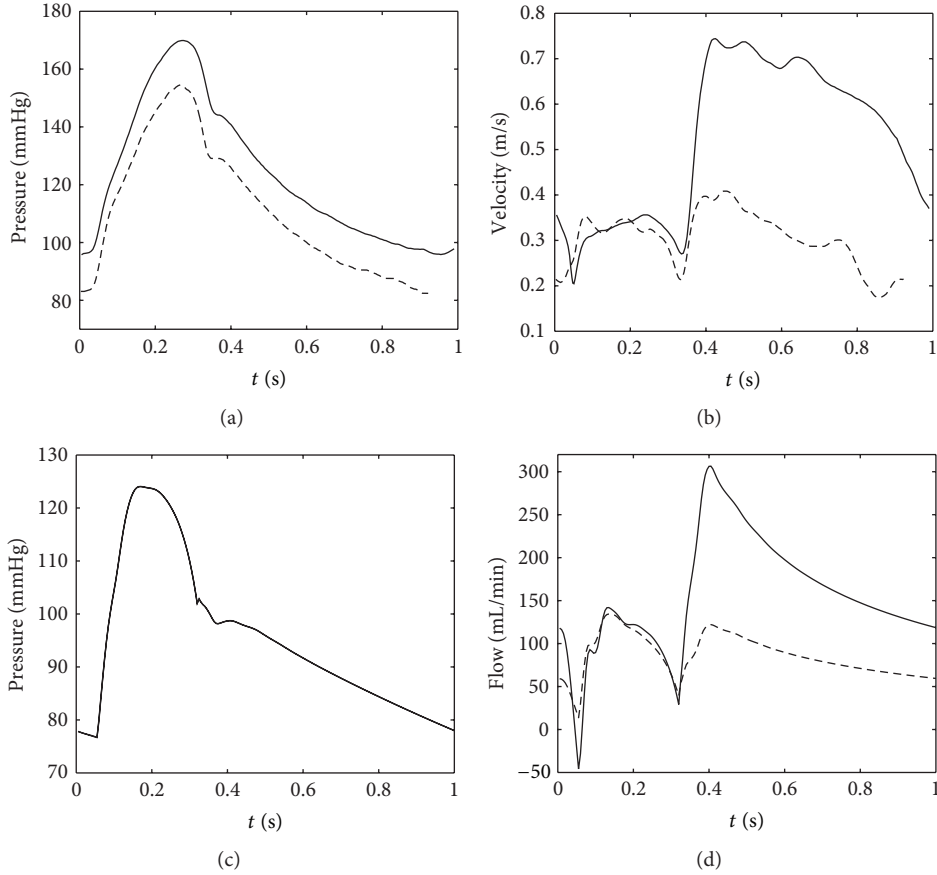 180
160
140
120
100
80
Pressure (mmHg)
0 0.2 0.4 0.6 0.8 1
t (s)
(a)
0.8
0.7
0.6
0.5
0.4
0.3
0.2
0.1
Velocity (m/s)
0 0.2 0.4 0.6 0.8 1
t (s)
(b)
130
120
110
100
90
80
70
Pressure (mmHg)
0 0.2 0.4 0.6 0.8 1
t (s)
(c)
300
250
200
150
100
50
0
−50
Flow (mL/min)
0 0.2 0.4 0.6 0.8 1
t (s)
(d)